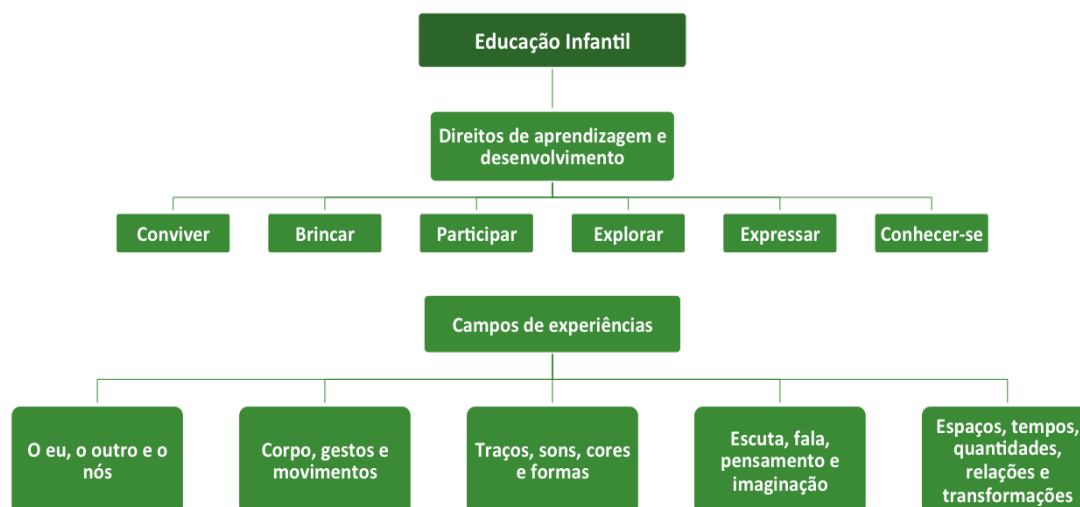 Educação Infantil
Direitos de aprendizagem e
desenvolvimento
Conviver
Brincar
Participar
Explorar
Expressar
Conhecer-se
Campos de experiências
O eu, o outro e o
nós
Corpo, gestos e
movimentos
Traços, sons, cores
e formas
Escuta, fala,
pensamento e
imaginação
Espaços, tempos,
quantidades,
relações e
transformações